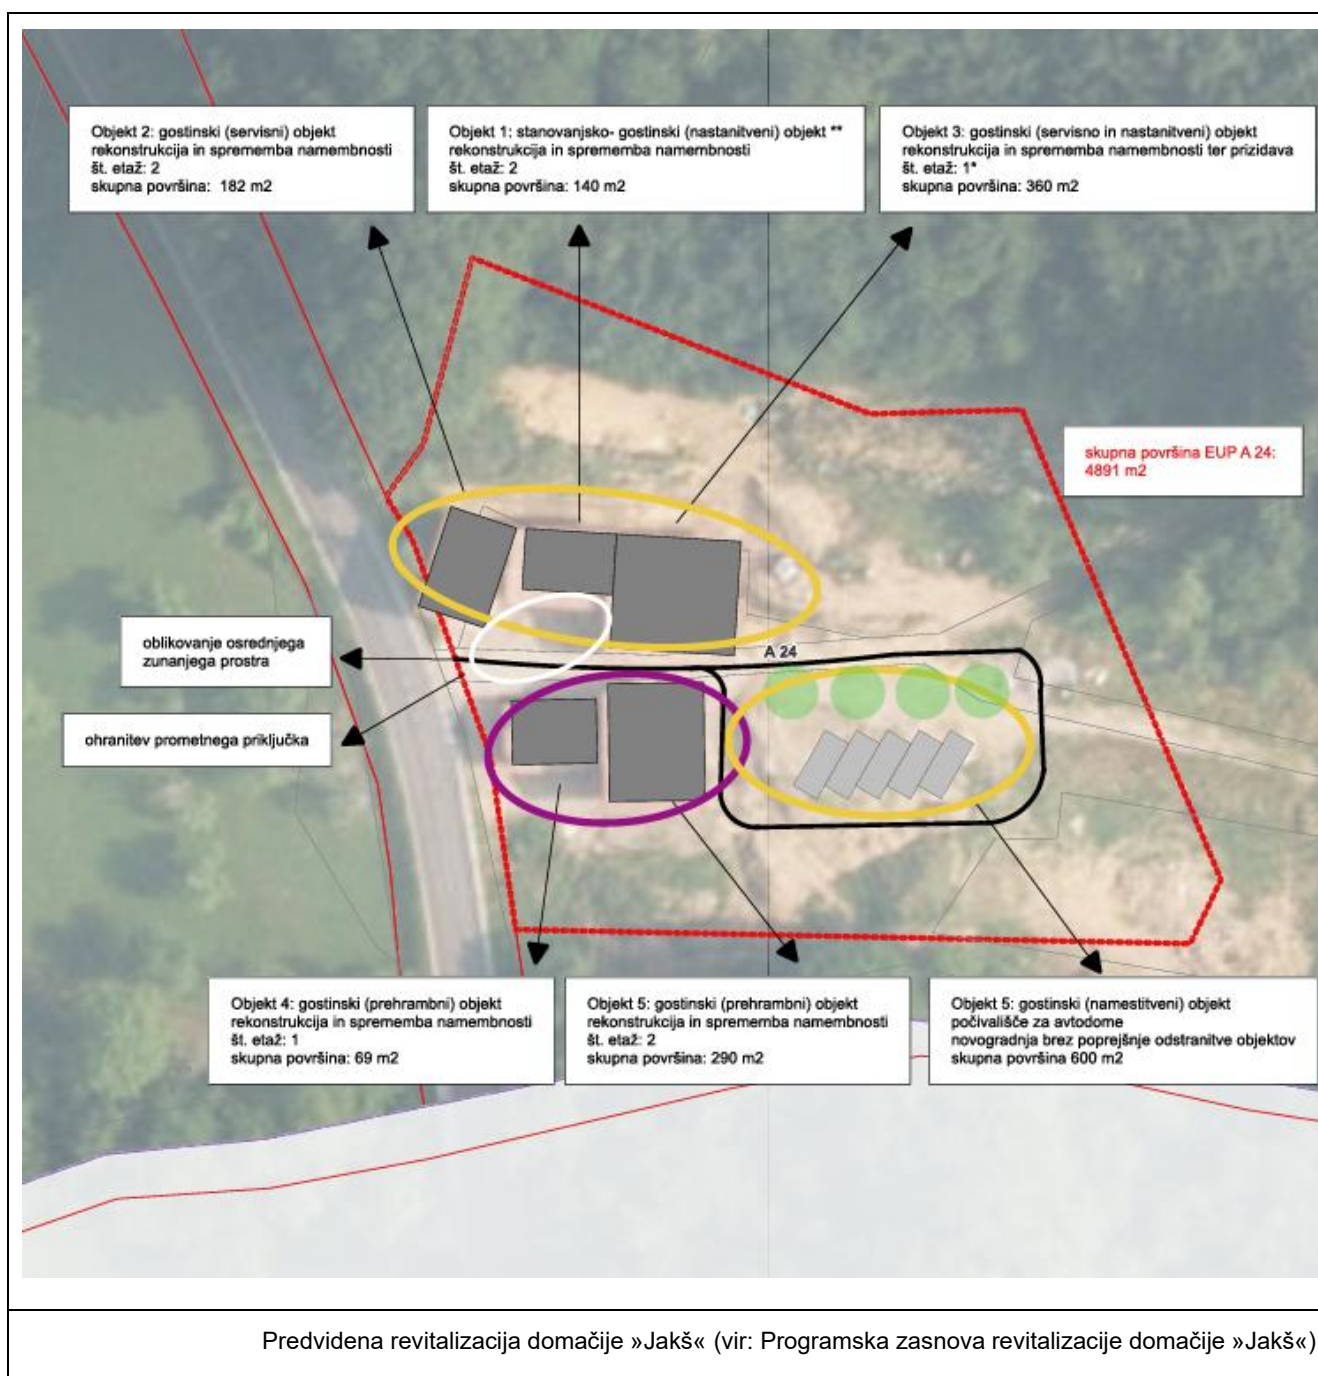 Objekt 2: gostinski (servisni) objekt
rekonstrukcija in sprememba namembnosti
št. etaž: 2
skupna površina: 182 m2
Objekt 1: stanovanjsko- gostinski (nastanitveni) objekt **
rekonstrukcija in sprememba namembnosti
št. etaž: 2
skupna površina: 140 m2
Objekt 3: gostinski (servisno in nastanitveni) objekt
rekonstrukcija in sprememba namembnosti ter prizidava
št. etaž: 1*
skupna površina: 360 m2
skupna površina EUP A 24:
4891 m2
oblikovanje osrednjega
zunanjega prostra
A 24
ohranitev prometnega priključka
Objekt 4: gostinski (prehrambni) objekt
rekonstrukcija in sprememba namembnosti
št. etaž: 1
skupna površina: 69 m2
Objekt 5: gostinski (prehrambni) objekt
rekonstrukcija in sprememba namembnosti
št. etaž: 2
skupna površina: 290 m2
Objekt 5: gostinski (namestitveni) objekt
počivališče za avtodome
novogradnja brez poprejšnje odstranitve objektov
skupna površina 600 m2
Predvidena revitalizacija domačije »Jakš« (vir: Programska zasnova revitalizacije domačije »Jakš«)